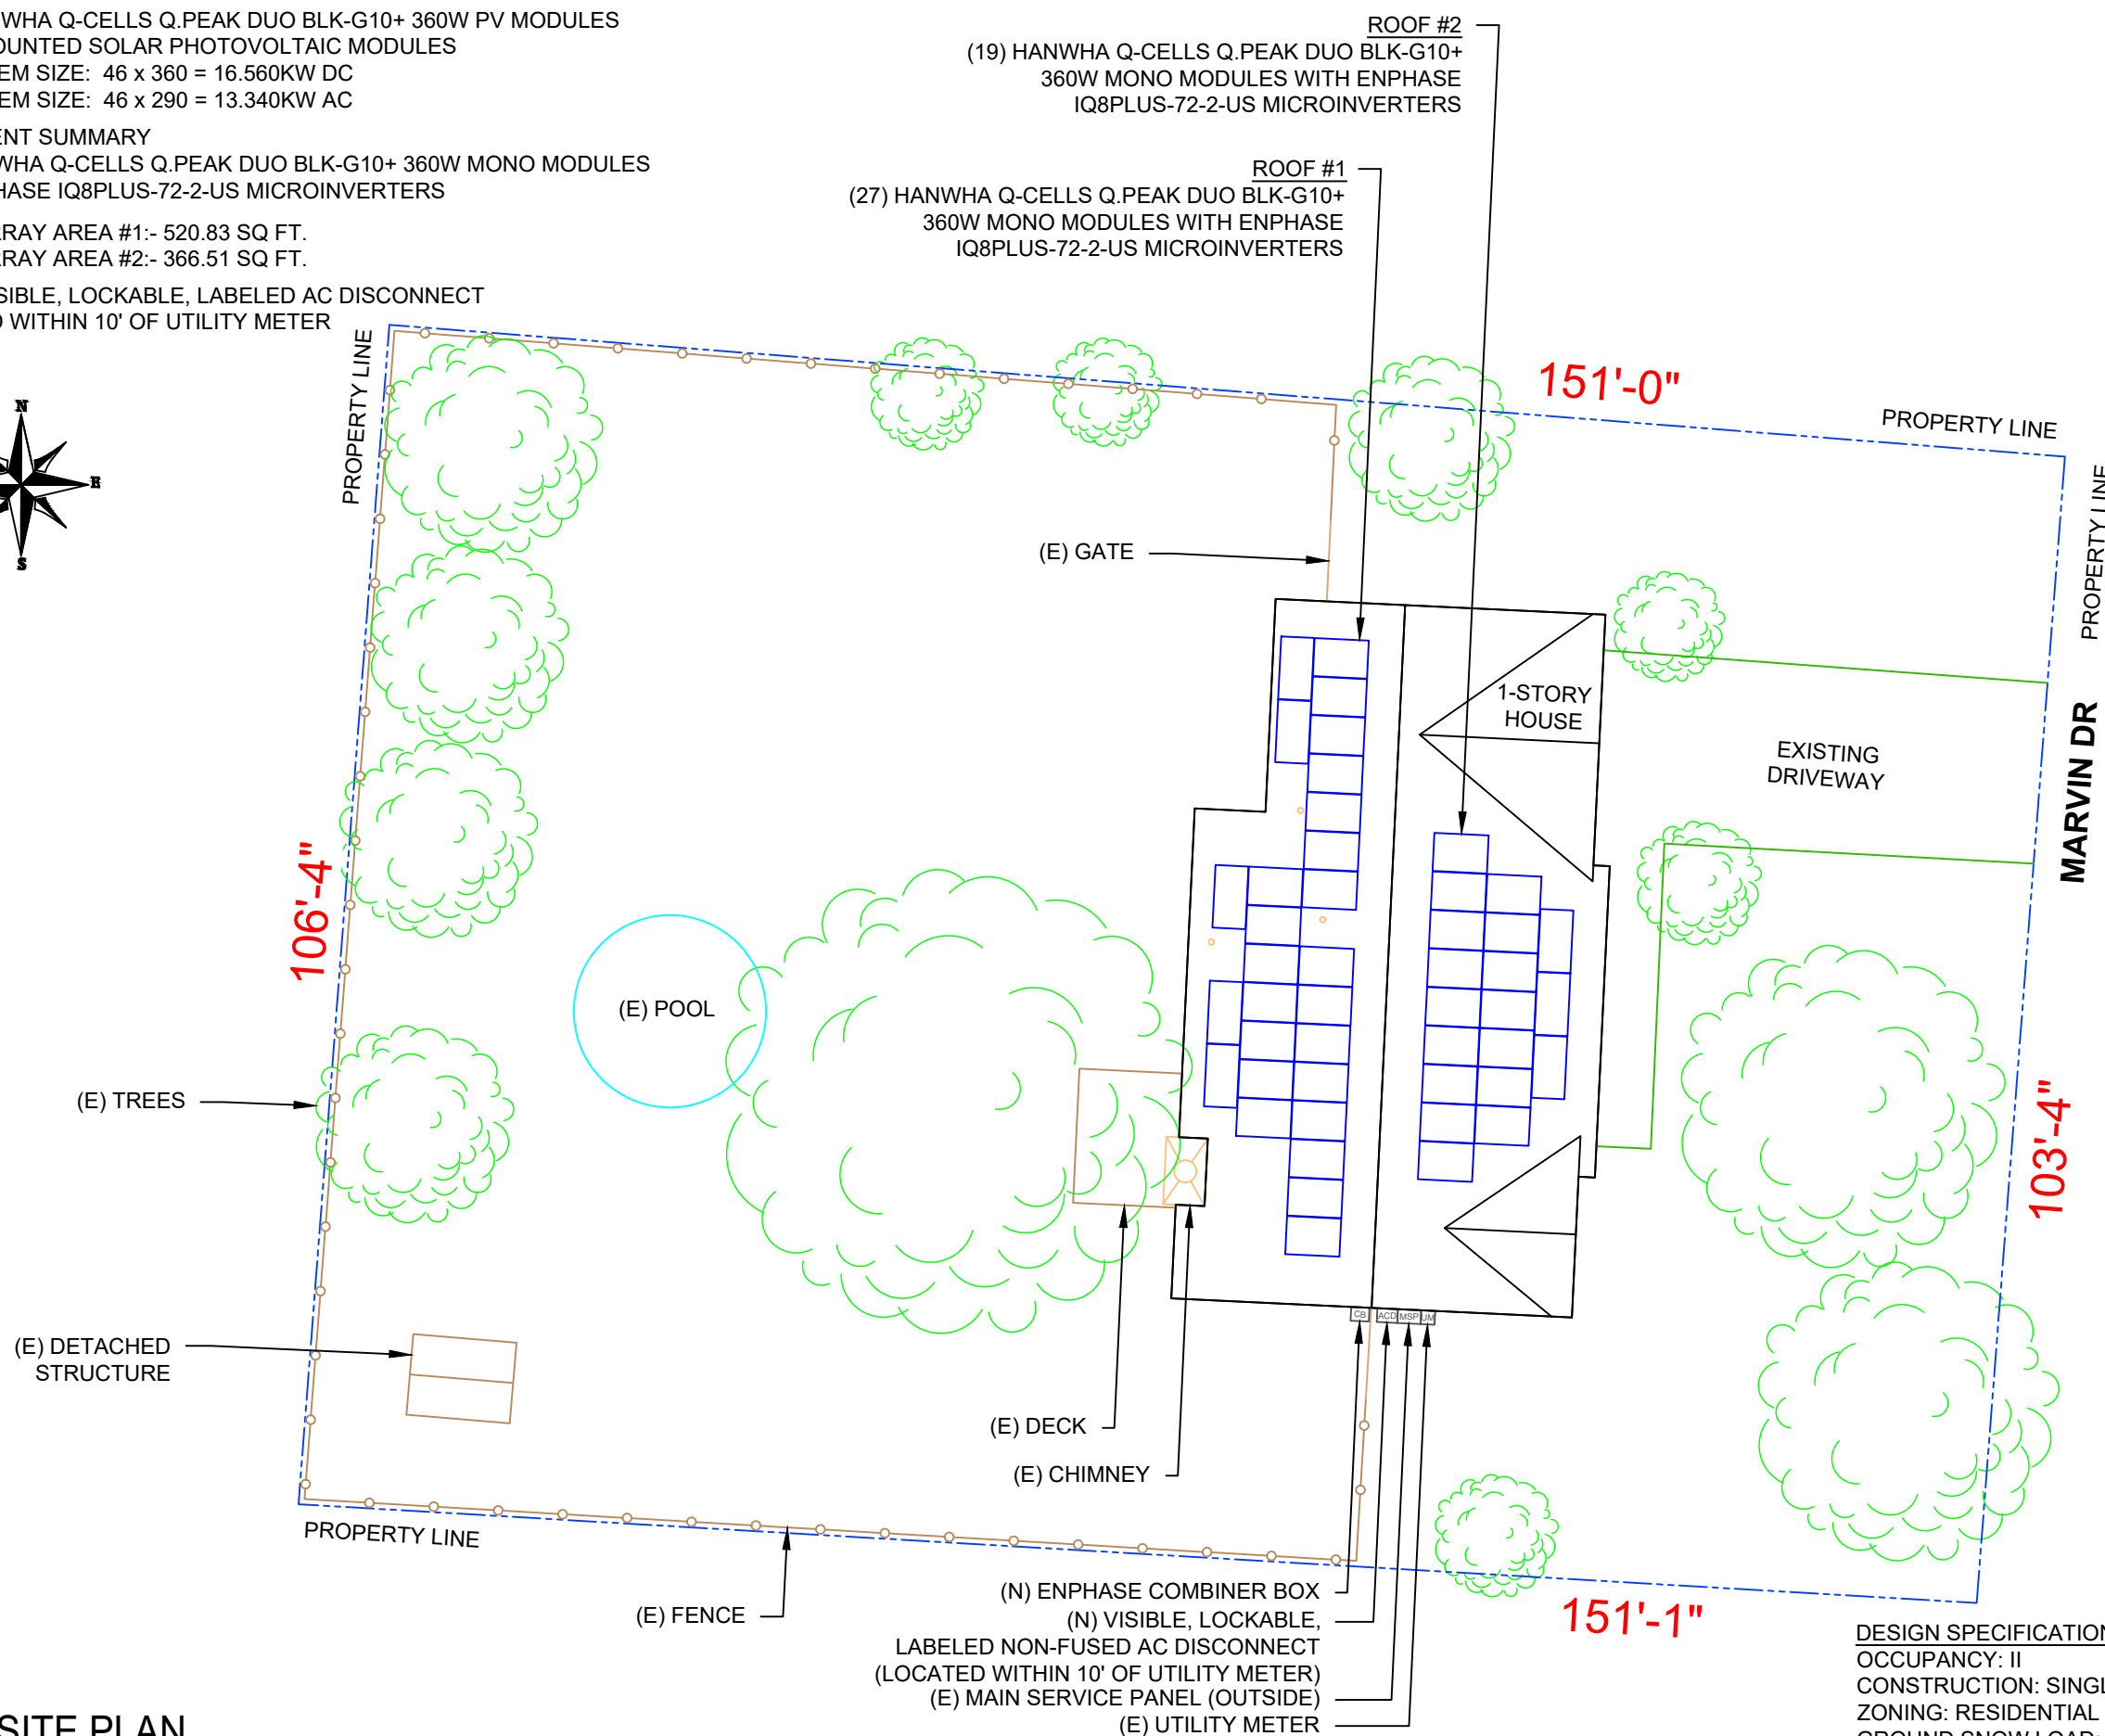 WHA Q-CELLS Q.PEAK DUO BLK-G10+ 360W PV MODULES
OUNTED SOLAR PHOTOVOLTAIC MODULES
EM SIZE: 46 x 360 = 16.560KW DC
EM SIZE: 46 x 290 = 13.340KW AC
ENT SUMMARY
WHA Q-CELLS Q.PEAK DUO BLK-G10+ 360W MONO MODULES
HASE IQ8PLUS-72-2-US MICROINVERTERS
RRAY AREA #1:- 520.83 SQ FT.
RRAY AREA #2:- 366.51 SQ FT.
SIBLE, LOCKABLE, LABELED AC DISCONNECT
D WITHIN 10' OF UTILITY METER
ROOF #2
(19) HANWHA Q-CELLS Q.PEAK DUO BLK-G10+
360W MONO MODULES WITH ENPHASE
IQ8PLUS-72-2-US MICROINVERTERS
ROOF #1
(27) HANWHA Q-CELLS Q.PEAK DUO BLK-G10+
360W MONO MODULES WITH ENPHASE
IQ8PLUS-72-2-US MICROINVERTERS
PROPERTY LINE
151'-0"
PROPERTY LINE
PROPERTY LINE
N
E
S
(E) GATE
1-STORY
HOUSE
EXISTING
DRIVEWAY
MARVIN DR
106'-4"
(E) POOL
(E) TREES
103'-4"
(E) DETACHED
STRUCTURE
CB
ACD
MSP
UM
(E) DECK
(E) CHIMNEY
PROPERTY LINE
(E) FENCE
(N) ENPHASE COMBINER BOX
(N) VISIBLE, LOCKABLE,
LABELED NON-FUSED AC DISCONNECT
(LOCATED WITHIN 10' OF UTILITY METER)
(E) MAIN SERVICE PANEL (OUTSIDE)
(E) UTILITY METER
151'-1"
DESIGN SPECIFICATION
OCCUPANCY: II
CONSTRUCTION: SINGL
ZONING: RESIDENTIAL
GROUND SNOW LOAD:
SITE PLAN